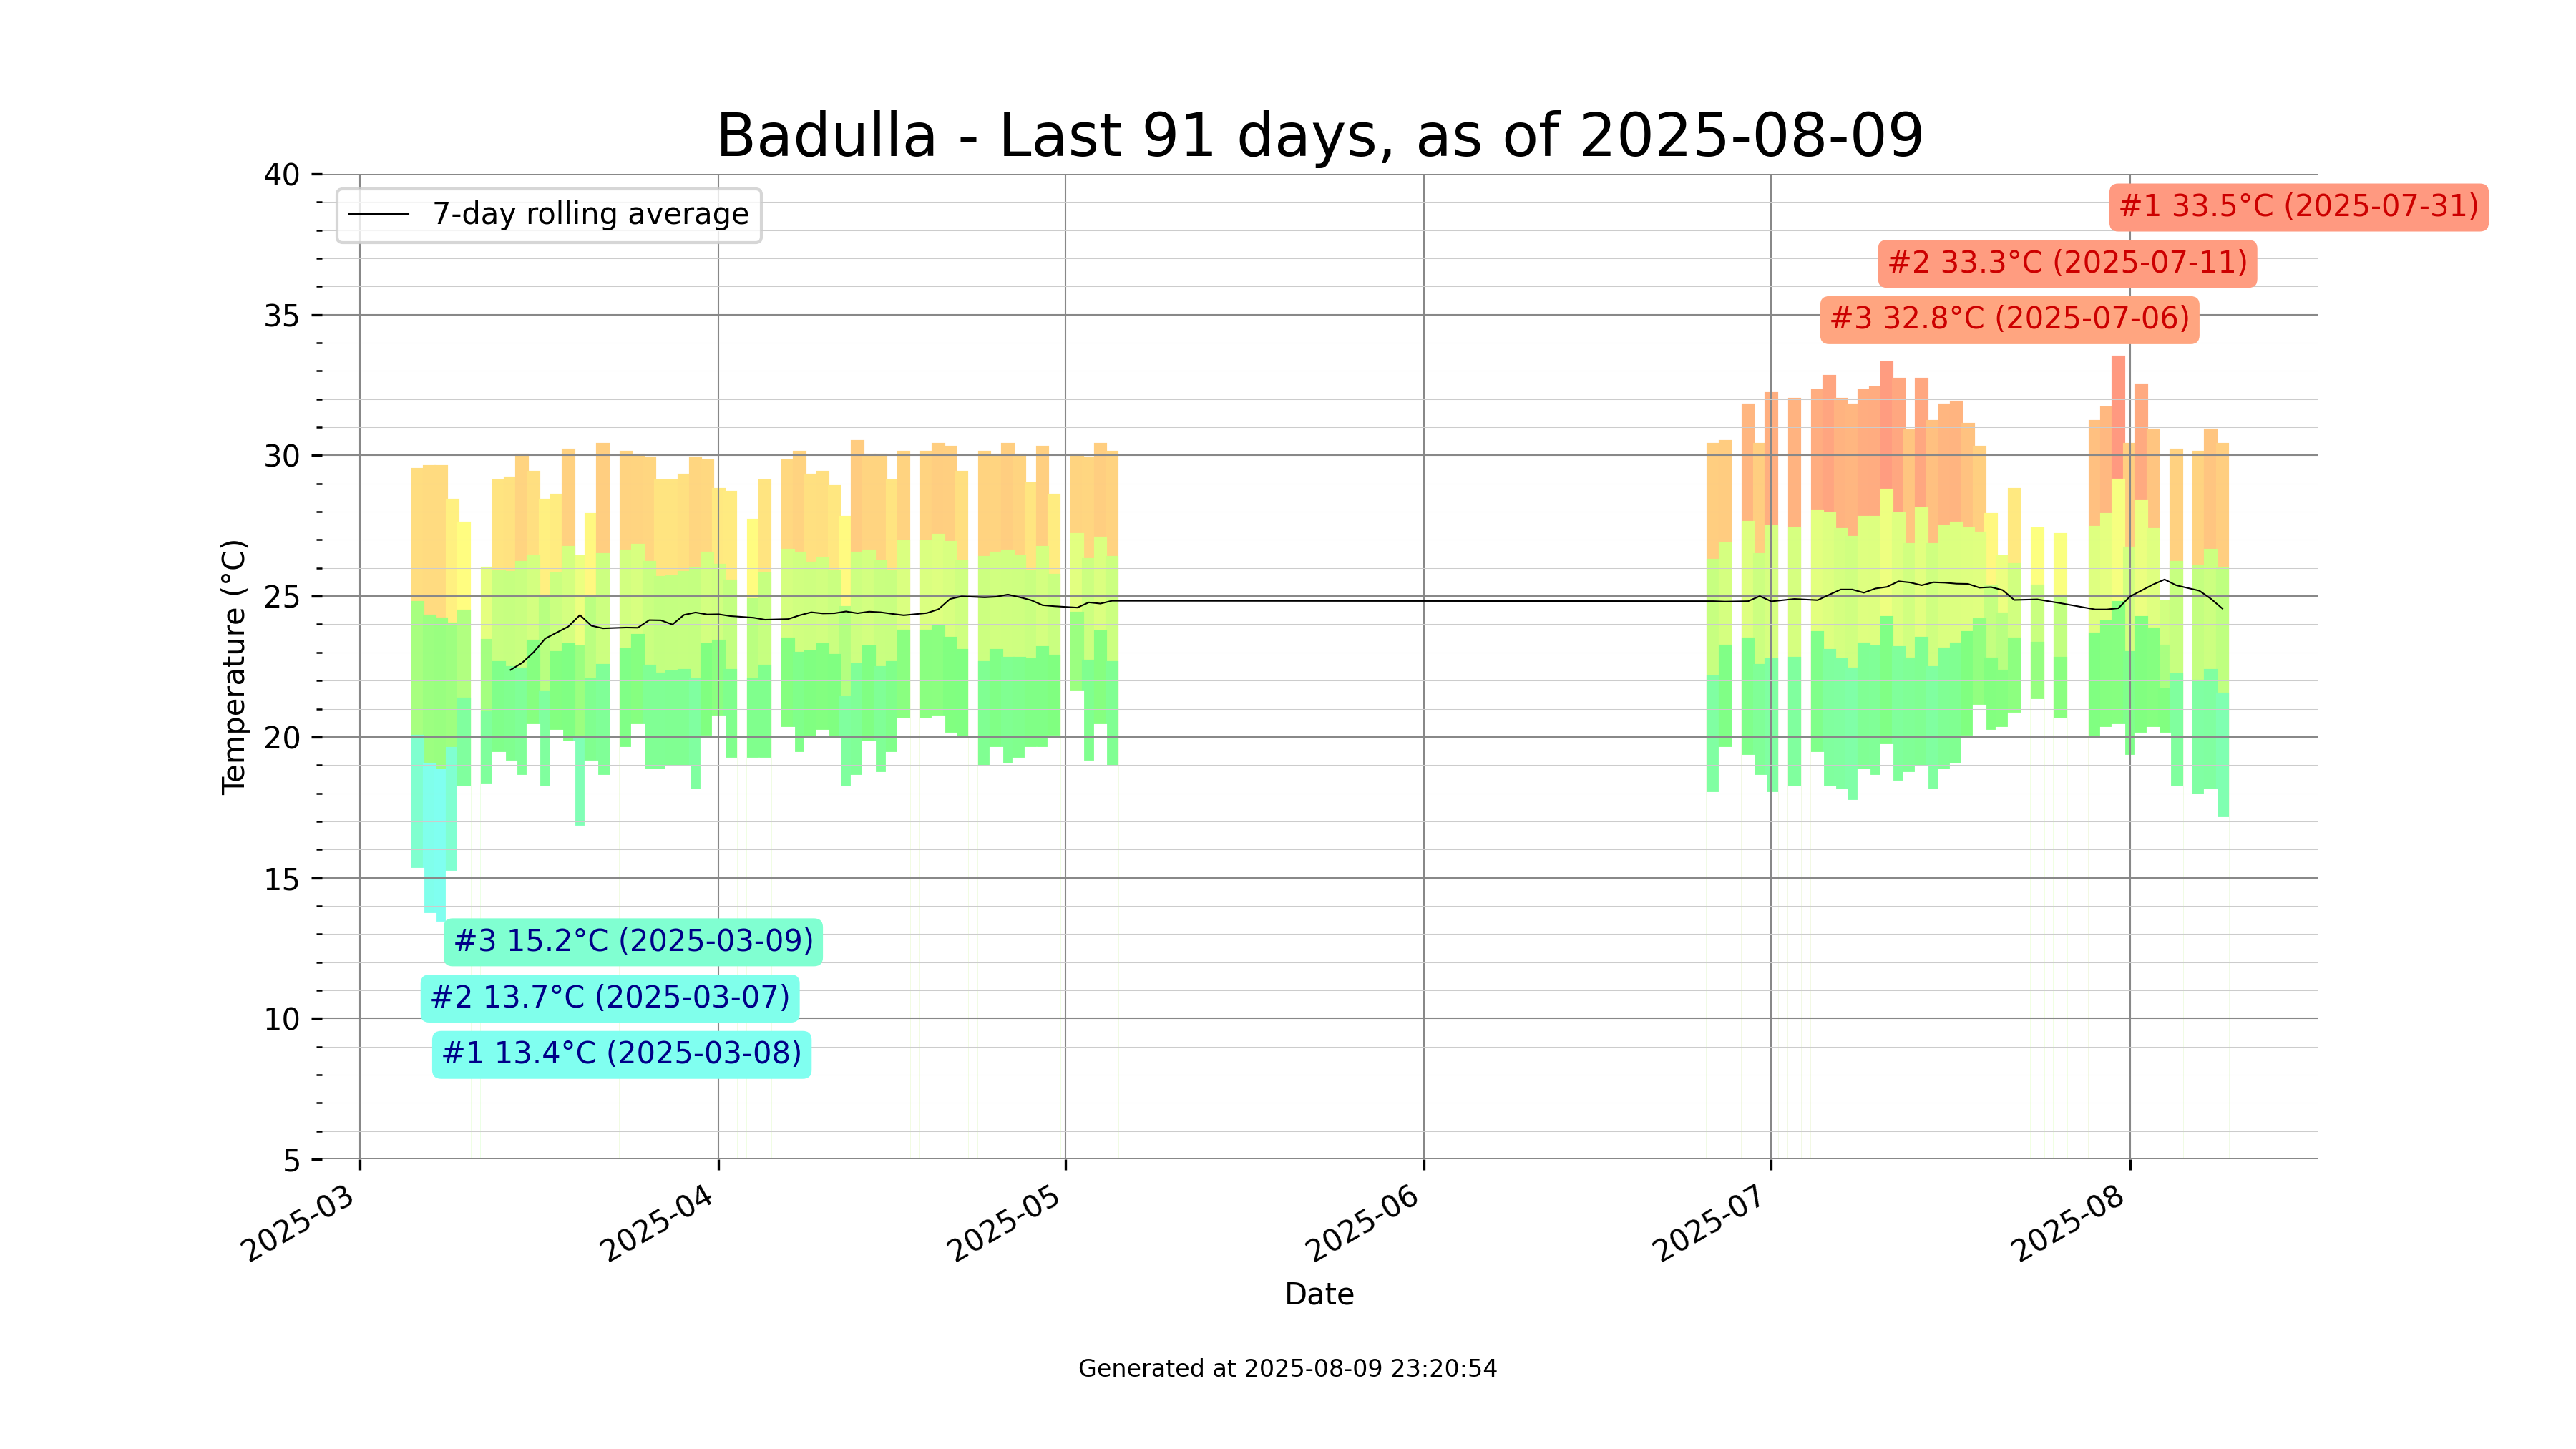 Badulla - Last 91 days, as of 2025-08-09
40
7-day rolling average
#1 33.5°C (2025-07-31)
#2 33.3°C (2025-07-11)
35
#3 32.8°C (2025-07-06)
30
25
Temperature (°C)
20
15
#3 15.2°C (2025-03-09)
#2 13.7°C (2025-03-07)
10
#1 13.4°C (2025-03-08)
5
2025-03
2025-04
2025-05
2025-06
2025-07
2025-08
Date
Generated at 2025-08-09 23:20:54